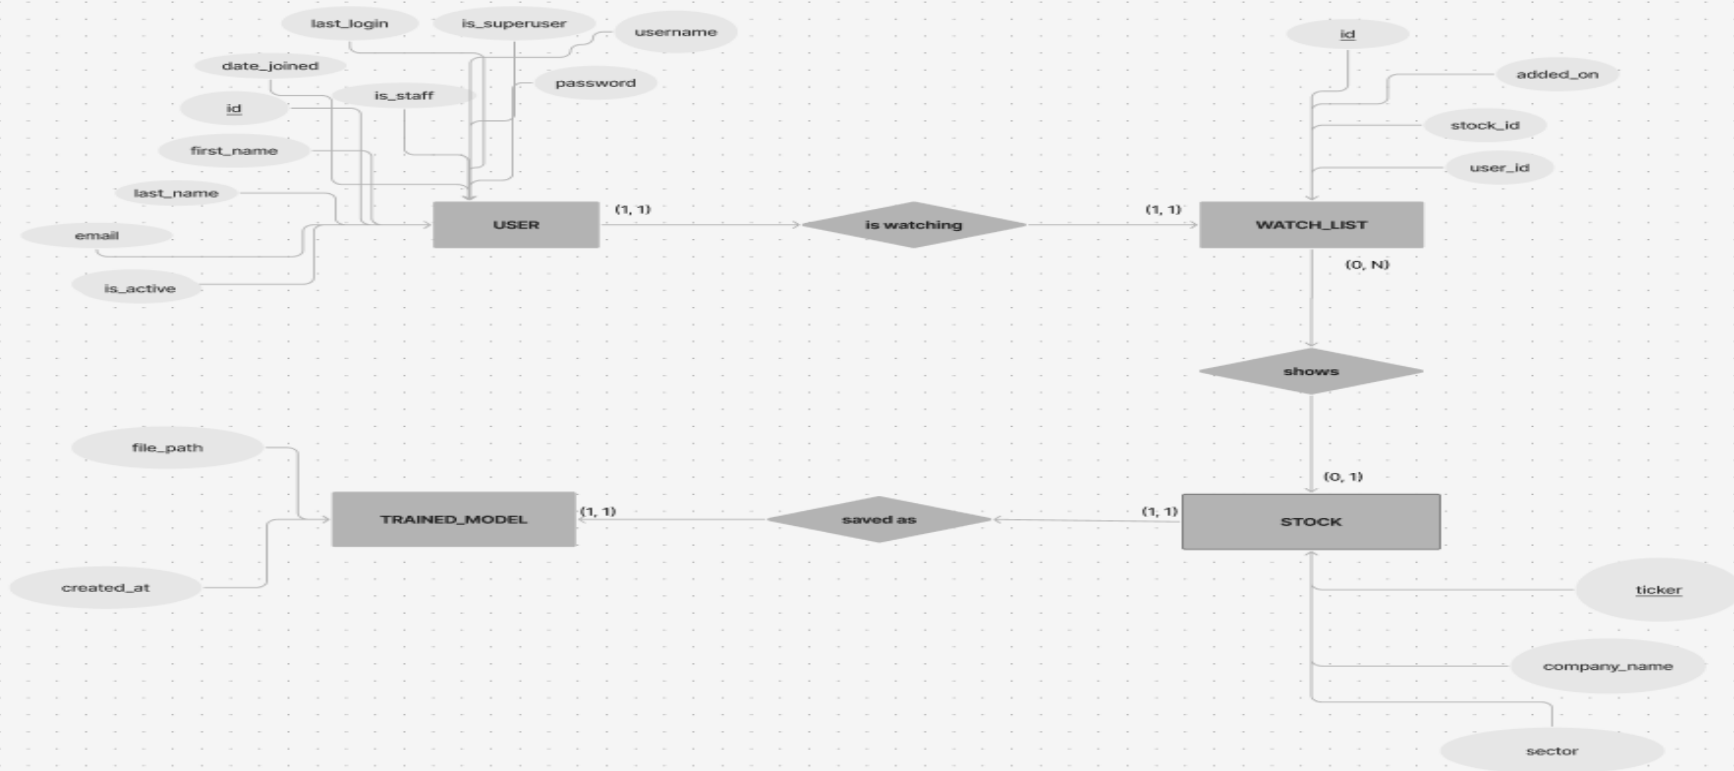 last_login
is_superuser
username
date_joined
is_staff
password
id
first_name
last_name
email
is_active
USER
(1, 1)
is watching
(1, 1)
WATCH_LIST
id
added_on
stock_id
user_id
(0, N)
shows
(0, 1)
file_path
created_at
TRAINED_MODEL
(1, 1)
saved as
(1, 1)
STOCK
ticker
company_name
sector